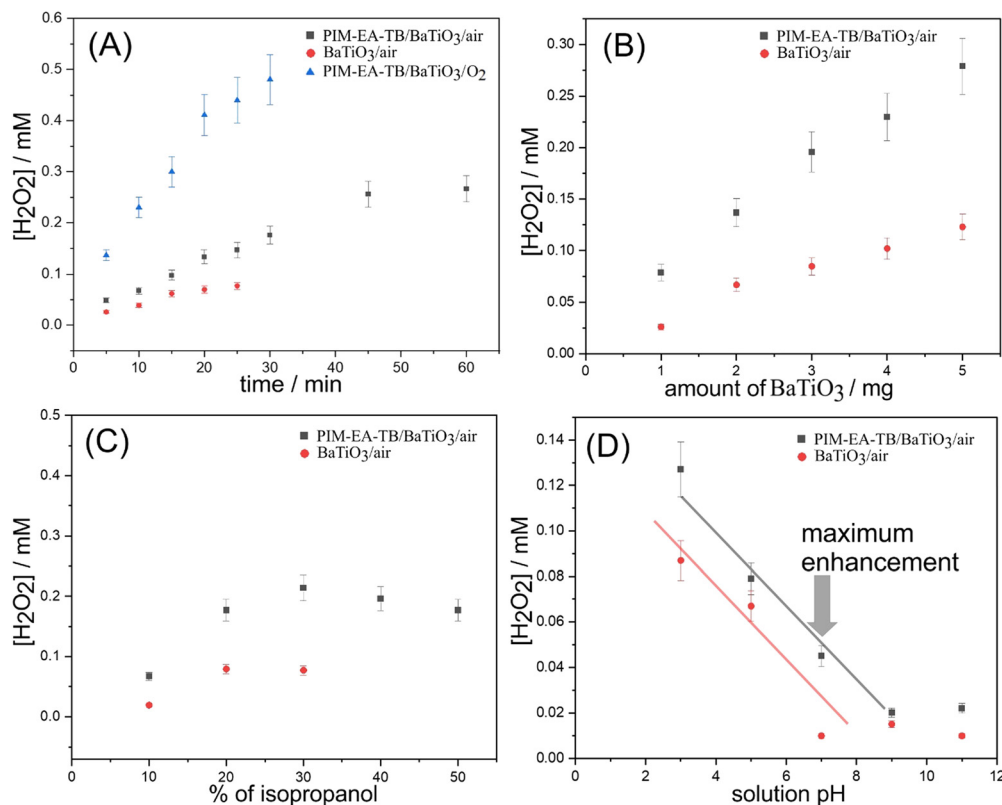 (A)
PIM-EA-TB/BaTiO3/air
BaTiO3/air
PIM-EA-TB/BaTiO3/O2
0.6
0.5
0.4
0.3
0.2
0.1
0.0
[H2O2] / mM
0 5 10 15 20 25 30 35 40 45 50 55 60 65
time / min
(B)
PIM-EA-TB/BaTiO3/air
BaTiO3/air
0.30
0.25
0.20
0.15
0.10
0.05
0.00
[H2O2] / mM
0 1 2 3 4 5
amount of BaTiO3 / mg
(C)
PIM-EA-TB/BaTiO3/air
BaTiO3/air
0.5
0.4
0.3
0.2
0.1
0.0
[H2O2] / mM
0 10 20 30 40 50
% of isopropanol
(D)
PIM-EA-TB/BaTiO3/air
BaTiO3/air
maximum
enhancement
0.14
0.12
0.10
0.08
0.06
0.04
0.02
0.00
[H2O2] / mM
0 2 4 6 8 10 12
solution pH